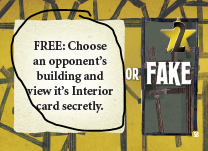 FREE: Choose
an opponent's
building and
view it's Interior
card secretly.
OR FAKE